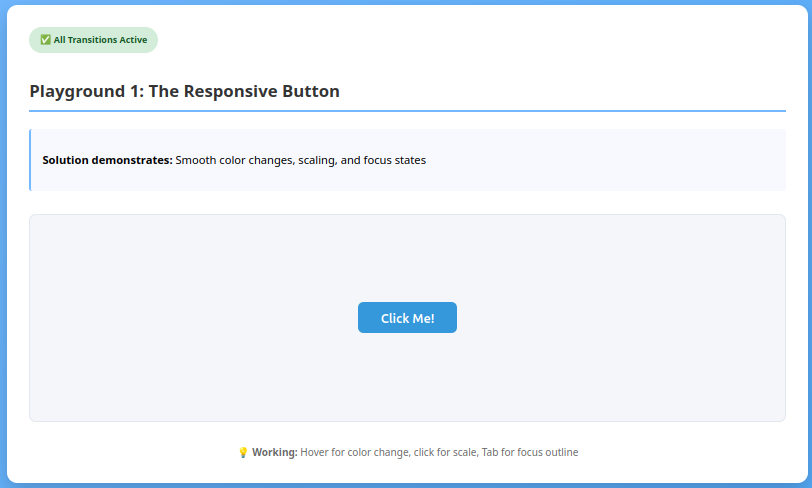 ✅ All Transitions Active
Playground 1: The Responsive Button
Solution demonstrates: Smooth color changes, scaling, and focus states
Click Me!
💡 Working: Hover for color change, click for scale, Tab for focus outline